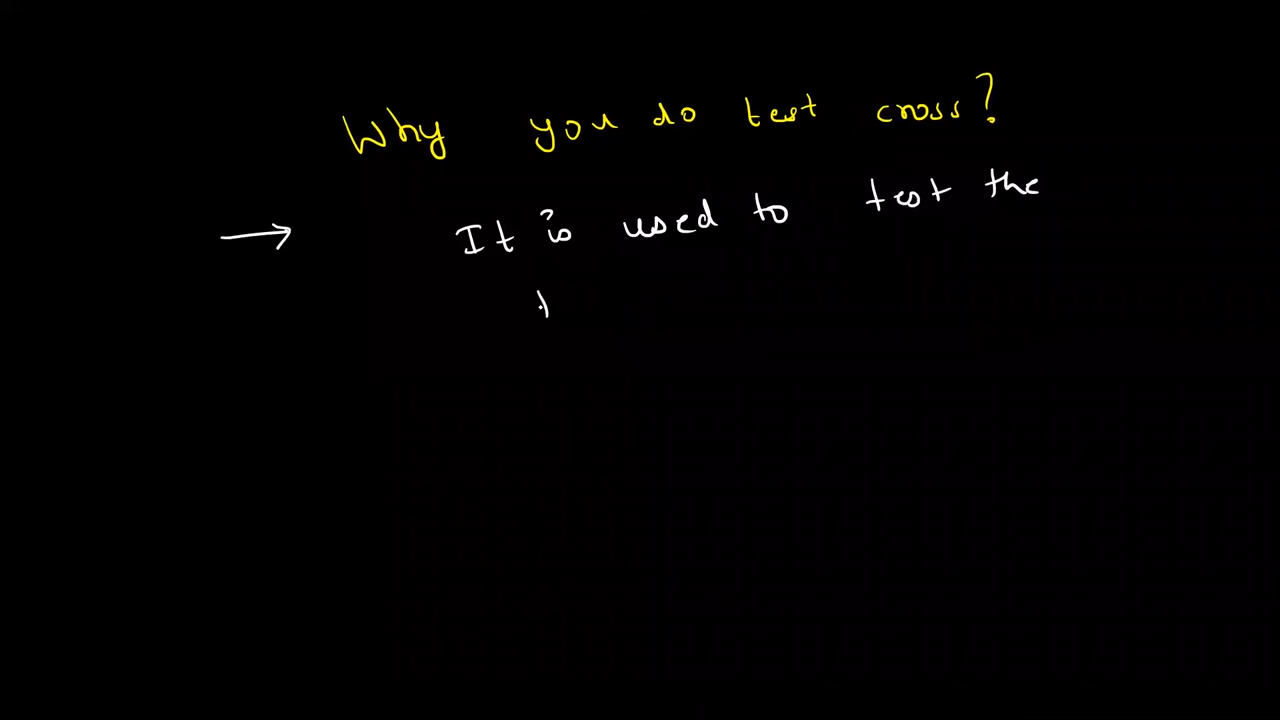 Why you do test cross?
→ It is used to test the